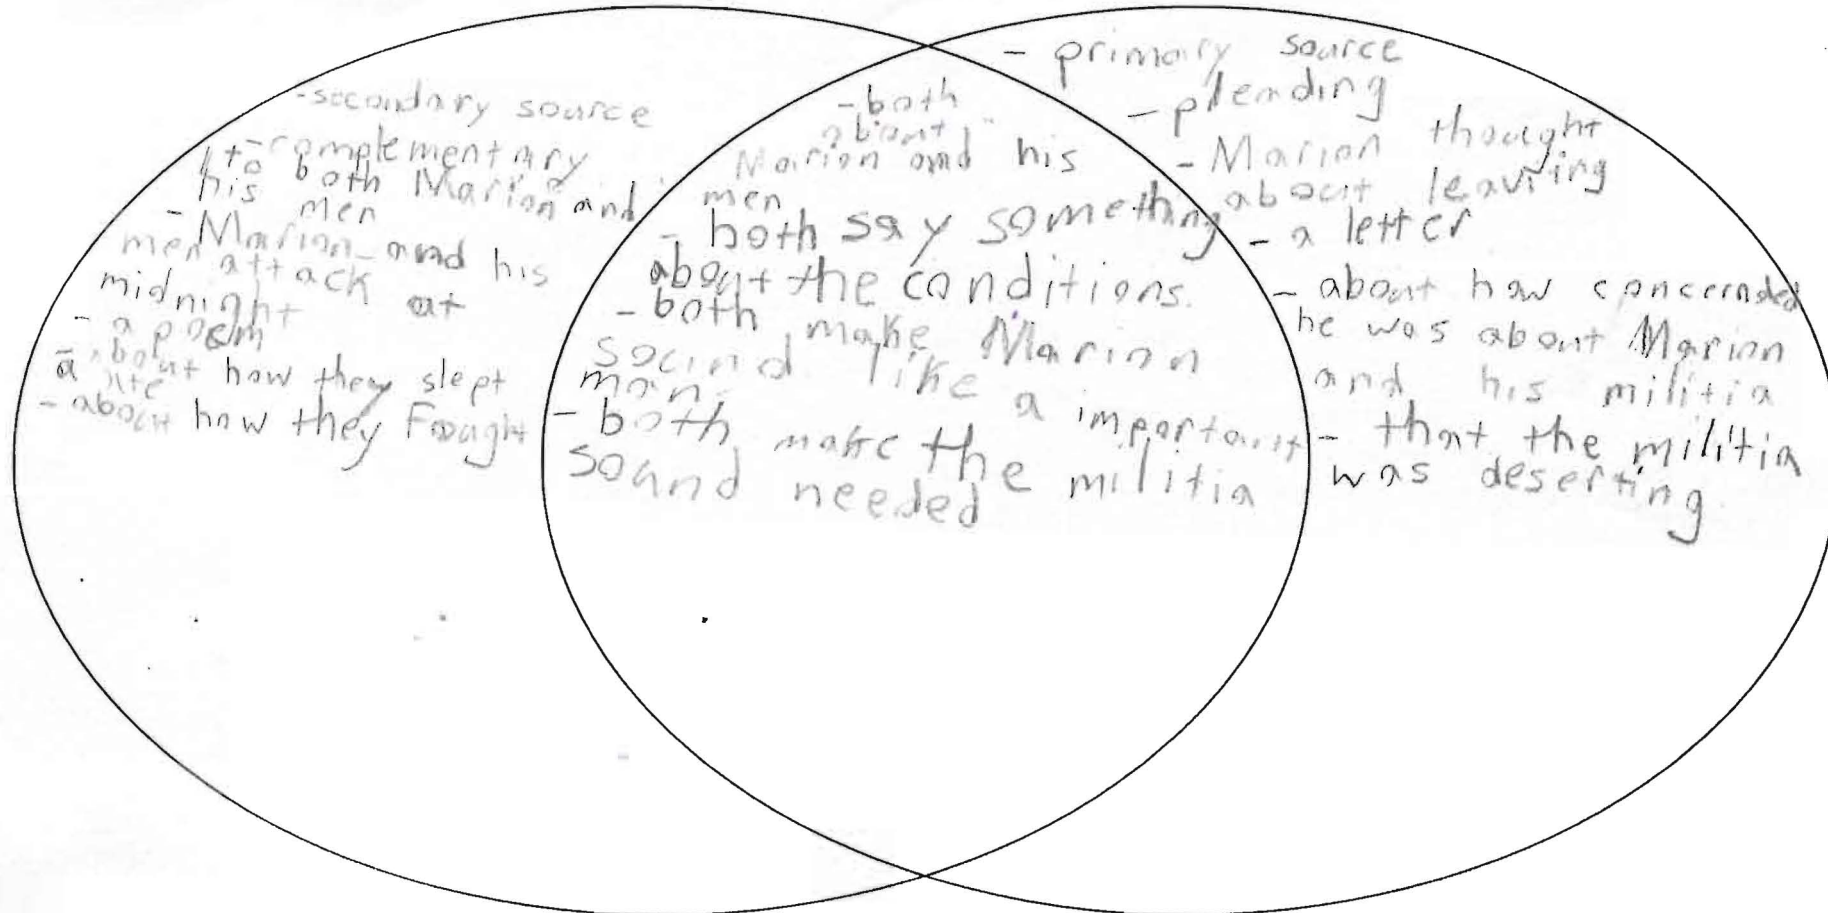 -secondary source
- complementary
to both Marion and
his men
- Marion and his
men attack at
midnight
- a poem
about how they slept
ate
- about how they Fought
- both
about
Marion and his
men
- both say something
about the conditions.
- both make Marion
sound like a important
man.
- both make the militia
sound needed
- primary source
- pleading
- Marion thought
about leaving
- a letter
- about how concernded
he was about Marion
and his militia
- that the militia
was deserting.